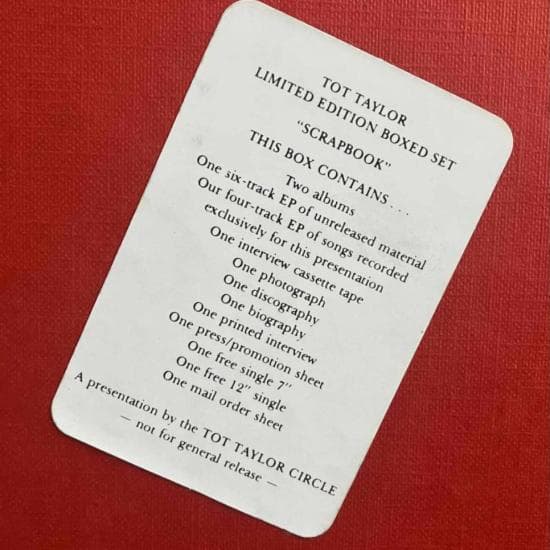 TOT TAYLOR
LIMITED EDITION BOXED SET
"SCRAPBOOK"
THIS BOX CONTAINS . . .
Two albums
One six-track EP of unreleased material
Our four-track EP of songs recorded
exclusively for this presentation
One interview cassette tape
One photograph
One discography
One biography
One printed interview
One press/promotion sheet
One free single 7"
One free 12" single
One mail order sheet
A presentation by the TOT TAYLOR CIRCLE
— not for general release —